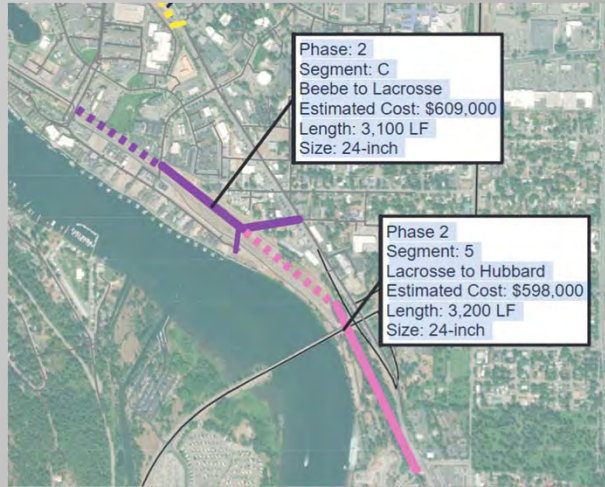 Phase: 2
Segment: C
Beebe to Lacrosse
Estimated Cost: $609,000
Length: 3,100 LF
Size: 24-inch
Phase 2
Segment: 5
Lacrosse to Hubbard
Estimated Cost: $598,000
Length: 3,200 LF
Size: 24-inch